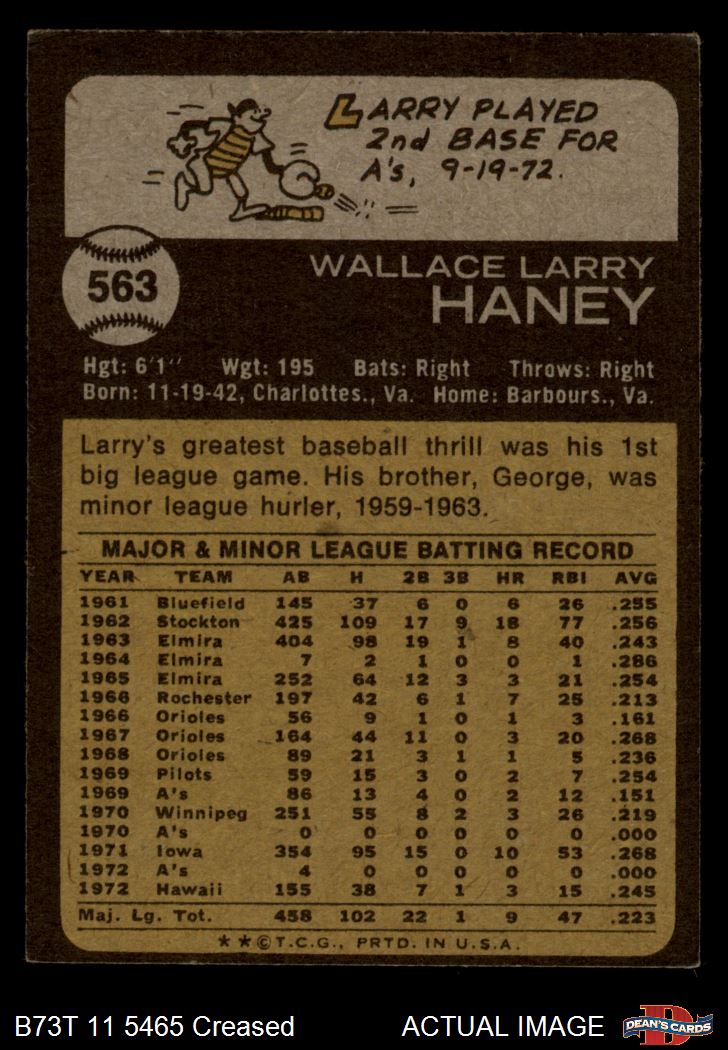 LARRY PLAYED
2nd BASE FOR
A's, 9-19-72.
563
WALLACE LARRY
HANEY
Hgt: 6'1" Wgt: 195 Bats: Right Throws: Right
Born: 11-19-42, Charlottes., Va. Home: Barbours., Va.
Larry's greatest baseball thrill was his 1st
big league game. His brother, George, was
minor league hurler, 1959-1963.
MAJOR & MINOR LEAGUE BATTING RECORD
YEAR TEAM AB H 2B 3B HR RBI AVG
1961 Bluefield 145 37 6 0 6 26 .255
1962 Stockton 425 109 17 9 18 77 .256
1963 Elmira 404 98 19 1 8 40 .243
1964 Elmira 7 2 1 0 0 1 .286
1965 Elmira 252 64 12 3 3 21 .254
1966 Rochester 197 42 6 1 7 25 .213
1966 Orioles 56 9 1 0 1 3 .161
1967 Orioles 164 44 11 0 3 20 .268
1968 Orioles 89 21 3 1 1 5 .236
1969 Pilots 59 15 3 0 2 7 .254
1969 A's 86 13 4 0 2 12 .151
1970 Winnipeg 251 55 8 2 3 26 .219
1970 A's 0 0 0 0 0 0 .000
1971 Iowa 354 95 15 0 10 53 .268
1972 A's 4 0 0 0 0 0 .000
1972 Hawaii 155 38 7 1 3 15 .245
Maj. Lg. Tot. 458 102 22 1 9 47 .223
**©T.C.G., PRTD. IN U.S.A.
B73T 11 5465 Creased ACTUAL IMAGE
DEAN'S CARDS